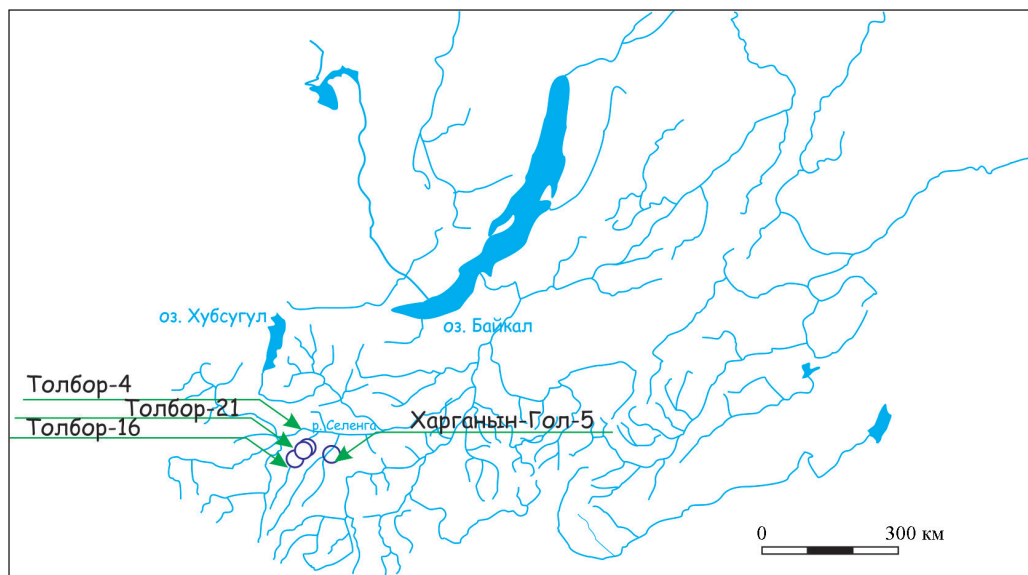 оз. Хубсугул
оз. Байкал
Толбор-4
Толбор-21
Толбор-16
р. Селенга
Харганын-Гол-5
0 300 км